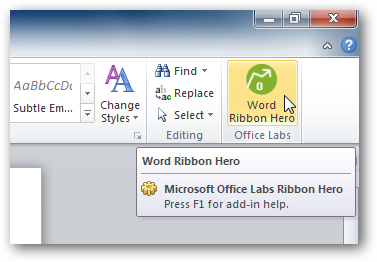 AaBbCcDc
Subtle Em...
Change
Styles
Find
Replace
Select
Editing
0
Word
Ribbon Hero
Office Labs
Word Ribbon Hero
Microsoft Office Labs Ribbon Hero
Press F1 for add-in help.